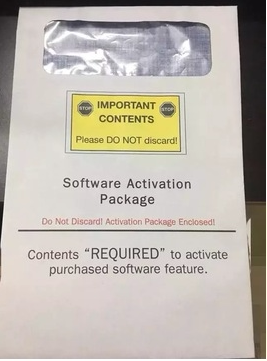 STOP IMPORTANT STOP
CONTENTS
Please DO NOT discard!
Software Activation
Package
Do Not Discard! Activation Package Enclosed!
Contents “REQUIRED” to activate
purchased software feature.